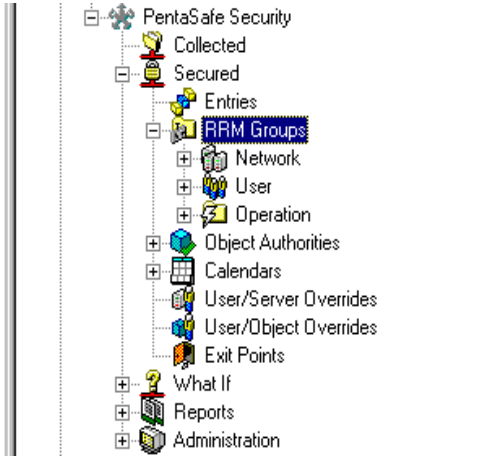 PentaSafe Security
Collected
Secured
Entries
RRM Groups
Network
User
Operation
Object Authorities
Calendars
User/Server Overrides
User/Object Overrides
Exit Points
What If
Reports
Administration